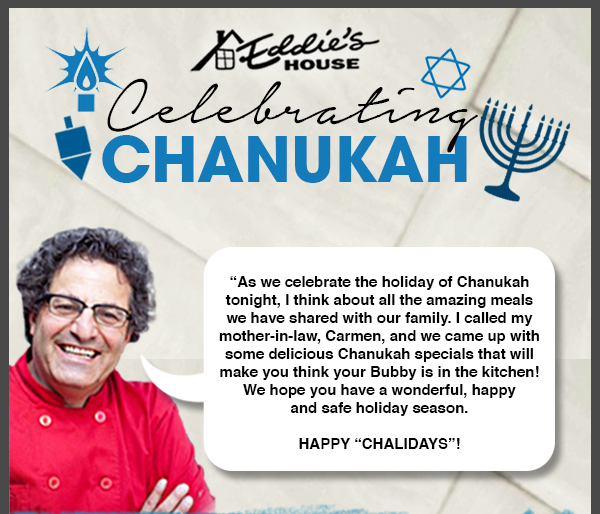 Eddie's
HOUSE
Celebrating
CHANUKAH
“As we celebrate the holiday of Chanukah
tonight, I think about all the amazing meals
we have shared with our family. I called my
mother-in-law, Carmen, and we came up with
some delicious Chanukah specials that will
make you think your Bubby is in the kitchen!
We hope you have a wonderful, happy
and safe holiday season.
HAPPY “CHALIDAYS”!